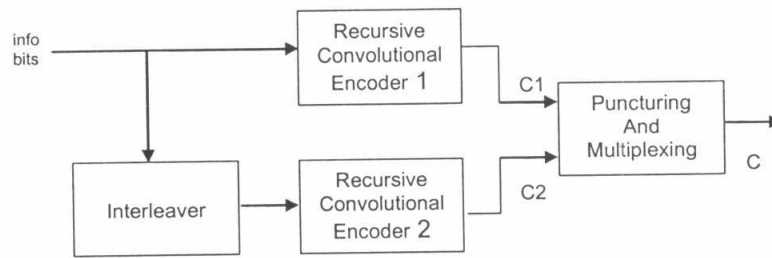 info
bits
Recursive
Convolutional
Encoder 1
C1
Puncturing
And
Multiplexing
C
Interleaver
Recursive
Convolutional
Encoder 2
C2